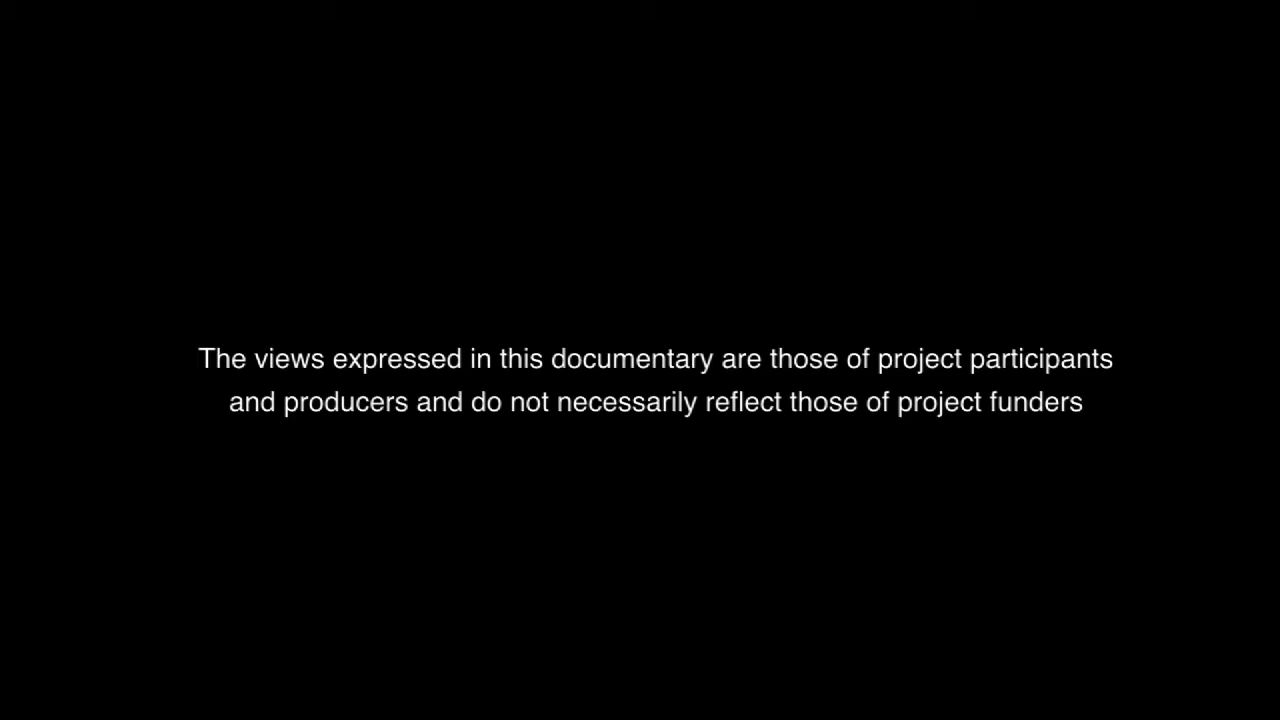 The views expressed in this documentary are those of project participants
and producers and do not necessarily reflect those of project funders